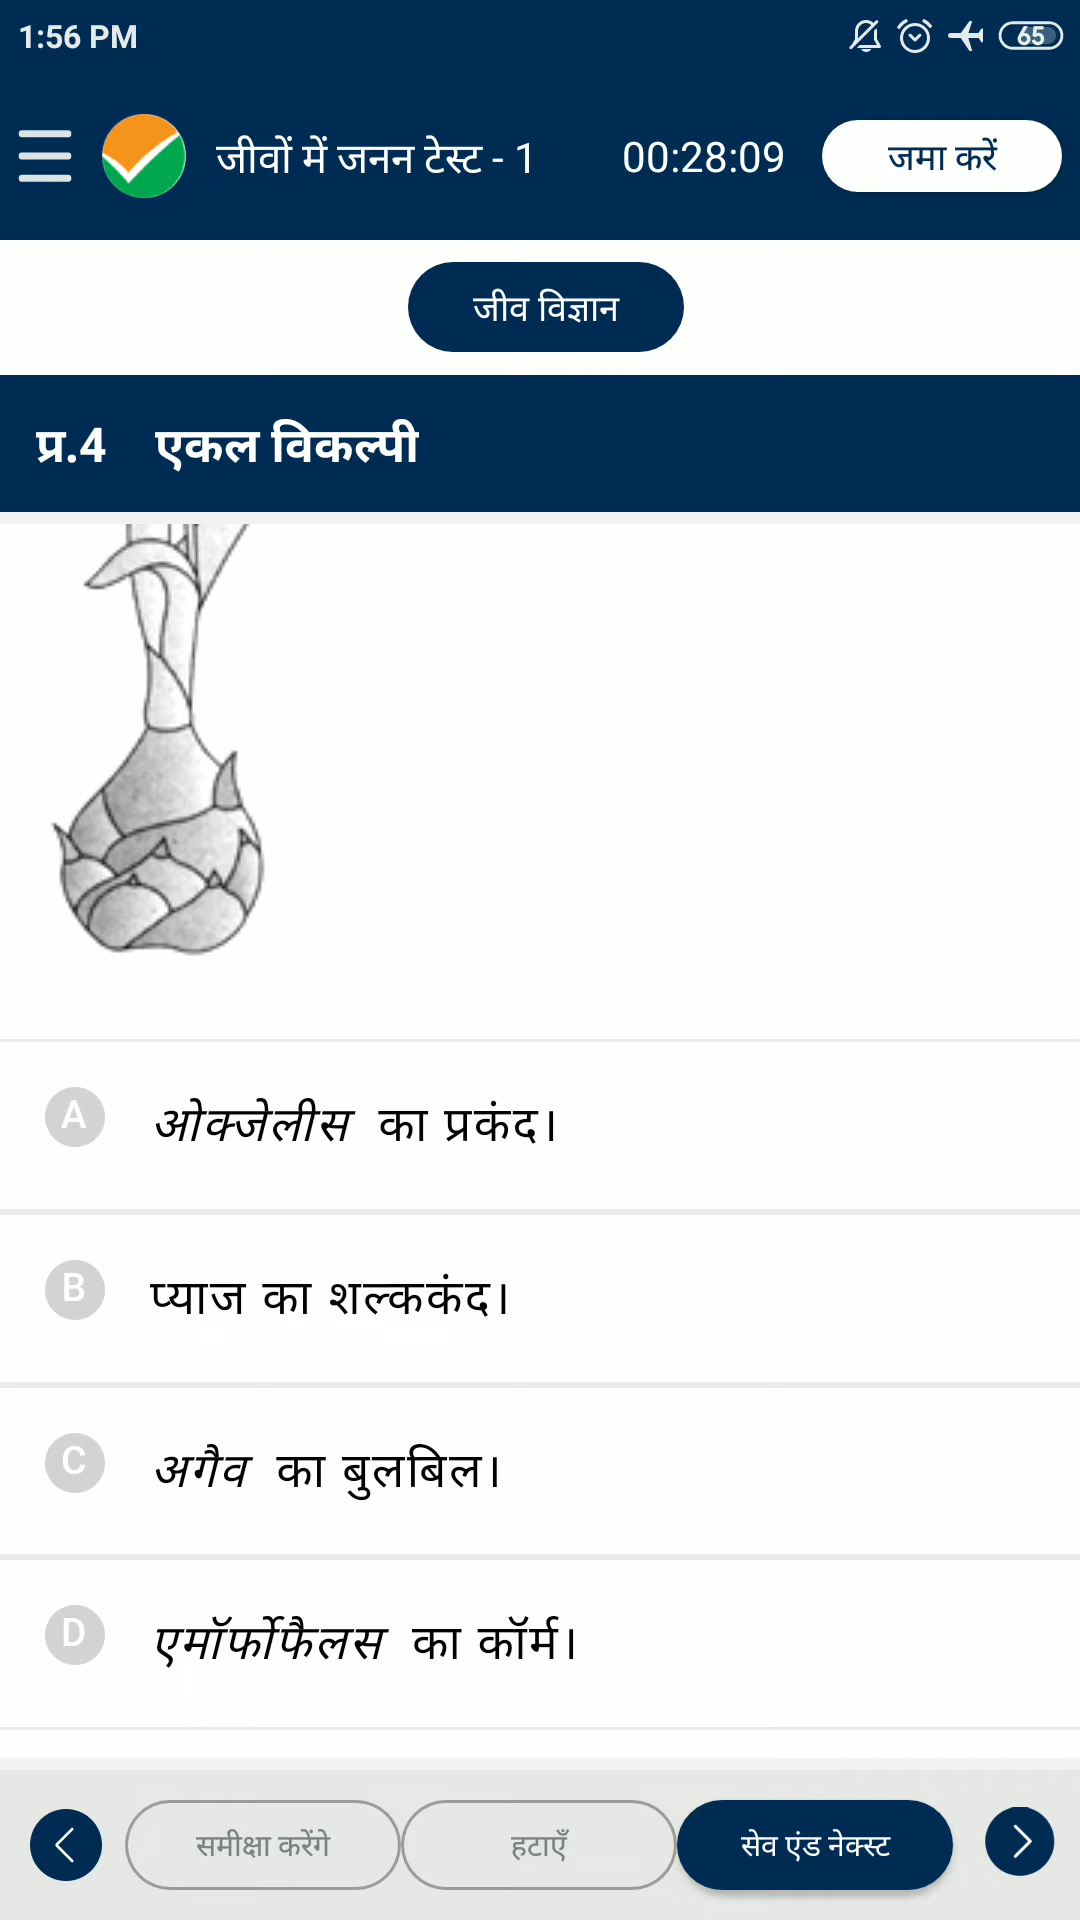 1:56 PM
65
जीवों में जनन टेस्ट - 1
00:28:09
जमा करें
जीव विज्ञान
प्र.4 एकल विकल्पी
A ओक्जेलीस का प्रकंद।
B प्याज का शल्ककंद।
C अगैव का बुलबिल।
D एमॉर्फोफैलस का कॉर्म।
समीक्षा करेंगे
हटाएँ
सेव एंड नेक्स्ट